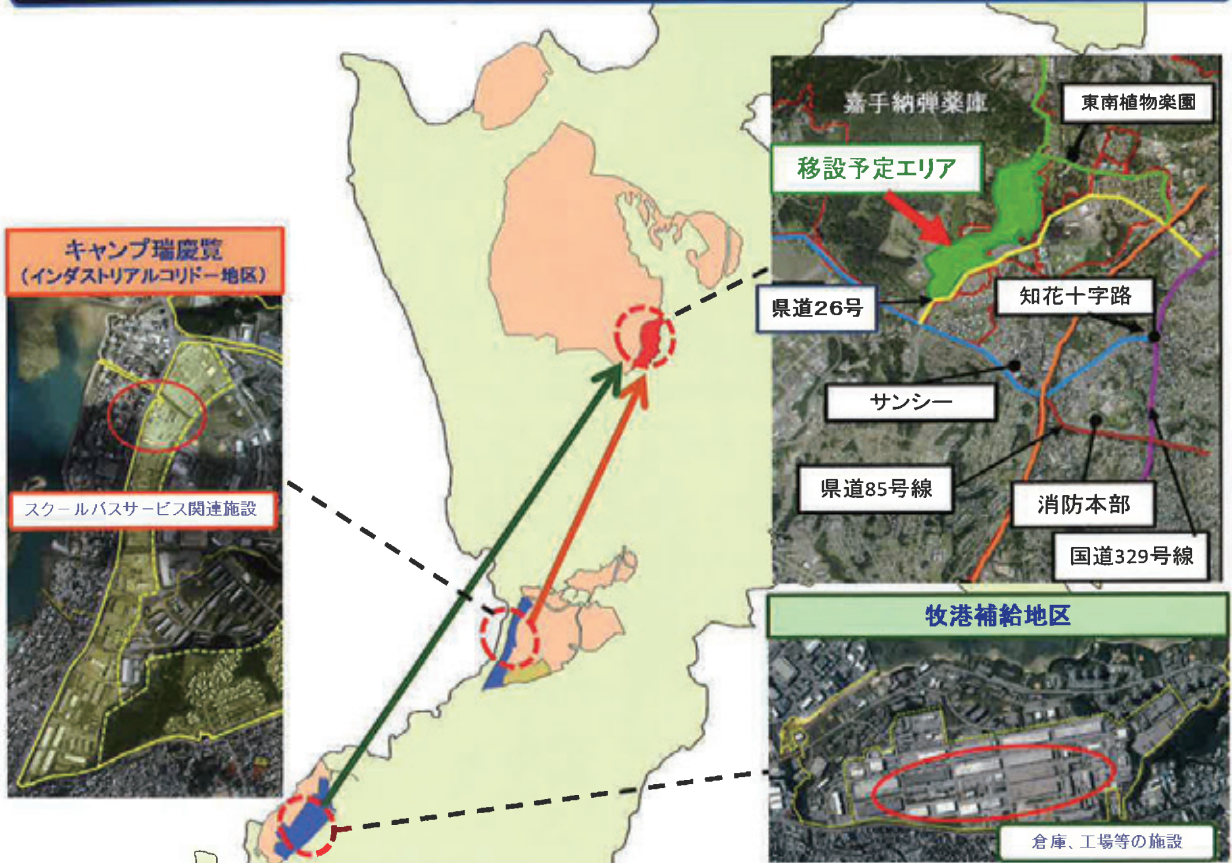 嘉手納弾薬庫
東南植物楽園
移設予定エリア
県道26号
知花十字路
サンシー
県道85号線
消防本部
国道329号線
キャンプ瑞慶覧
(インダストリアルコリドー地区)
スクールバスサービス関連施設
牧港補給地区
倉庫、工場等の施設